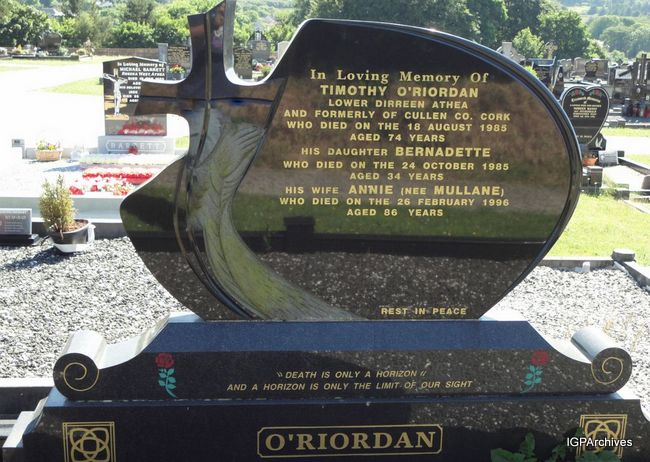 In Loving Memory Of
TIMOTHY O'RIORDAN
LOWER DIRREEN ATHEA
AND FORMERLY OF CULLEN CO. CORK
WHO DIED ON THE 18 AUGUST 1985
AGED 74 YEARS
HIS DAUGHTER BERNADETTE
WHO DIED ON THE 24 OCTOBER 1985
AGED 34 YEARS
HIS WIFE ANNIE (NEE MULLANE)
WHO DIED ON THE 26 FEBRUARY 1996
AGED 86 YEARS
REST IN PEACE
"DEATH IS ONLY A HORIZON"
AND A HORIZON IS ONLY THE LIMIT OF OUR SIGHT
O'RIORDAN
In Loving Memory Of
MICHAEL BARRETT
BARRETT
IGPArchives